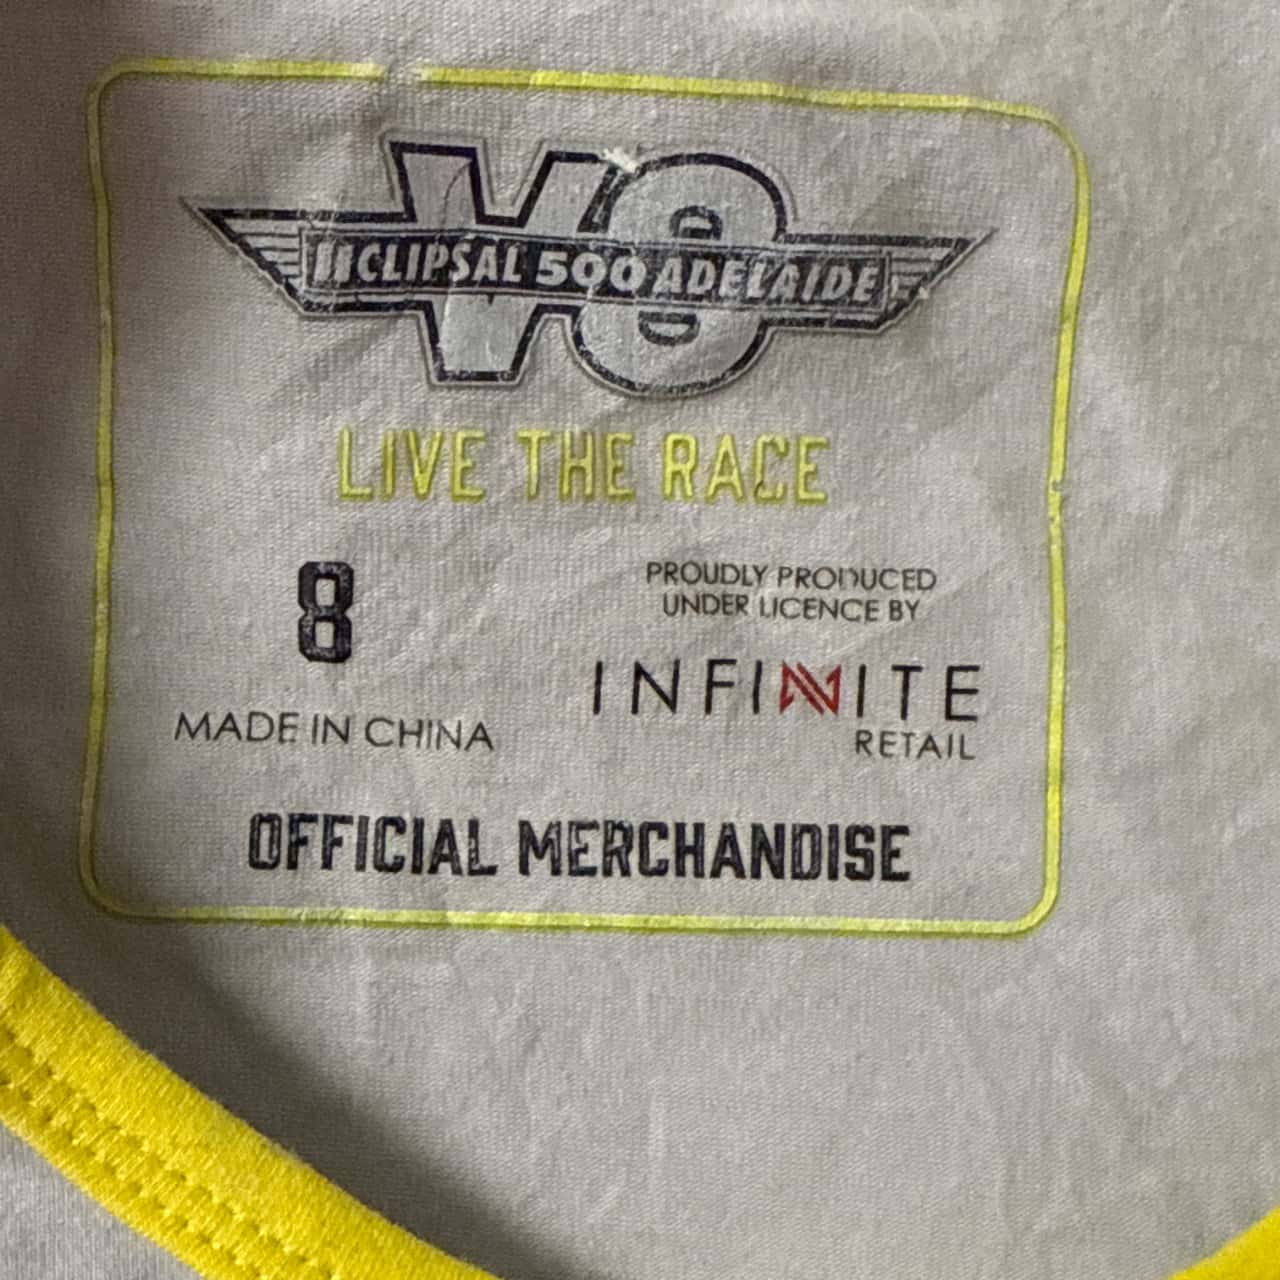 V8
CLIPSAL 500 ADELAIDE
LIVE THE RACE
8
MADE IN CHINA
PROUDLY PRODUCED
UNDER LICENCE BY
INFINITE
RETAIL
OFFICIAL MERCHANDISE